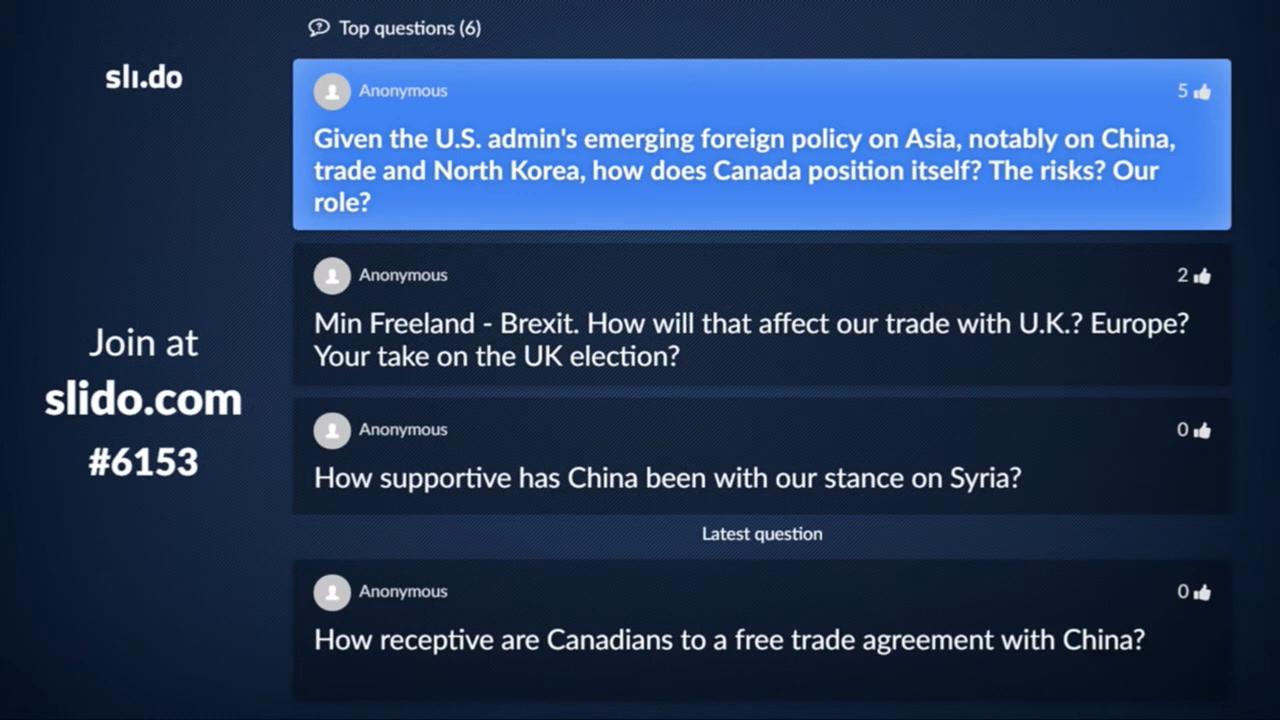 Top questions (6)
slı.do
Anonymous
5
Given the U.S. admin's emerging foreign policy on Asia, notably on China,
trade and North Korea, how does Canada position itself? The risks? Our
role?
Anonymous
2
Min Freeland - Brexit. How will that affect our trade with U.K.? Europe?
Your take on the UK election?
Join at
slido.com
#6153
Anonymous
0
How supportive has China been with our stance on Syria?
Latest question
Anonymous
0
How receptive are Canadians to a free trade agreement with China?